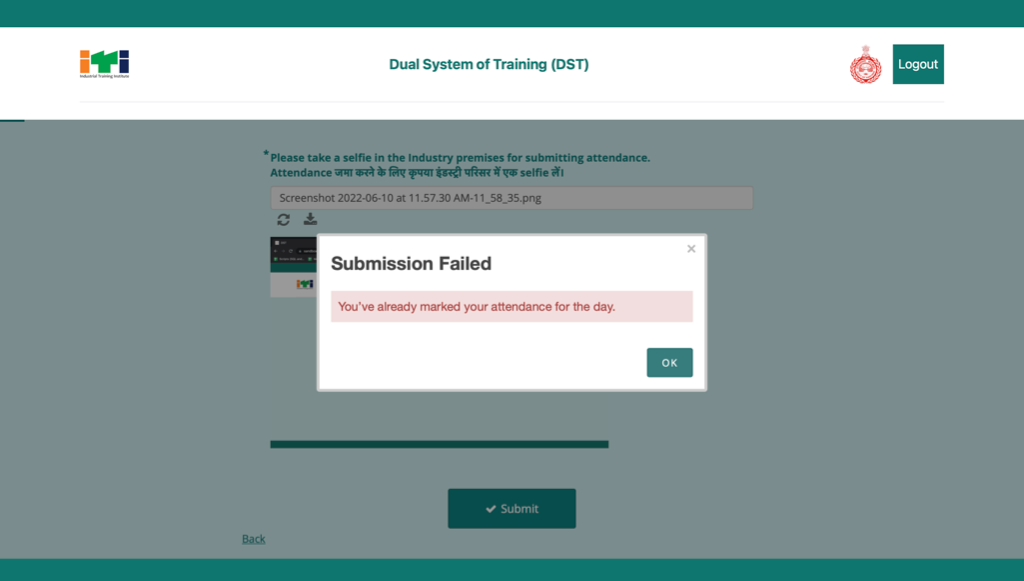 Industrial Training Institute
Dual System of Training (DST)
Logout
*Please take a selfie in the Industry premises for submitting attendance.
Attendance जमा करने के लिए कृपया इंडस्ट्री परिसर में एक selfie लें।
Screenshot 2022-06-10 at 11.57.30 AM-11_58_35.png
×
Submission Failed
You've already marked your attendance for the day.
OK
Submit
Back